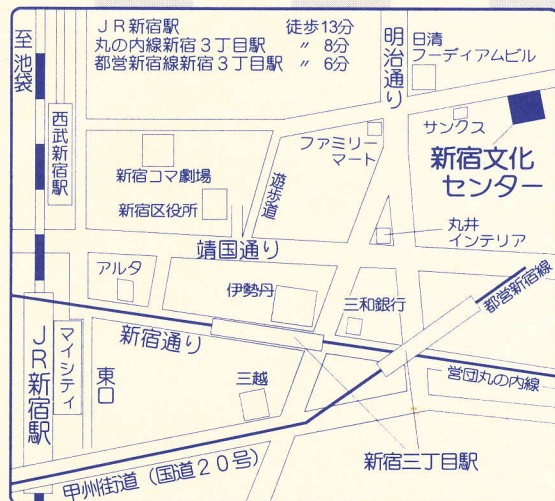 JR新宿駅 徒歩13分
丸の内線新宿3丁目駅 〃 8分
都営新宿線新宿3丁目駅 〃 6分
至池袋
明治通り
日清
フーディアムビル
西武新宿駅
ファミリー
マート
サンクス
新宿文化
センター
新宿コマ劇場
遊歩道
新宿区役所
丸井
インテリア
靖国通り
アルタ
伊勢丹
三和銀行
都営新宿線
新宿通り
JR新宿駅
マイシティ
東口
三越
営団丸の内線
新宿三丁目駅
甲州街道(国道20号)